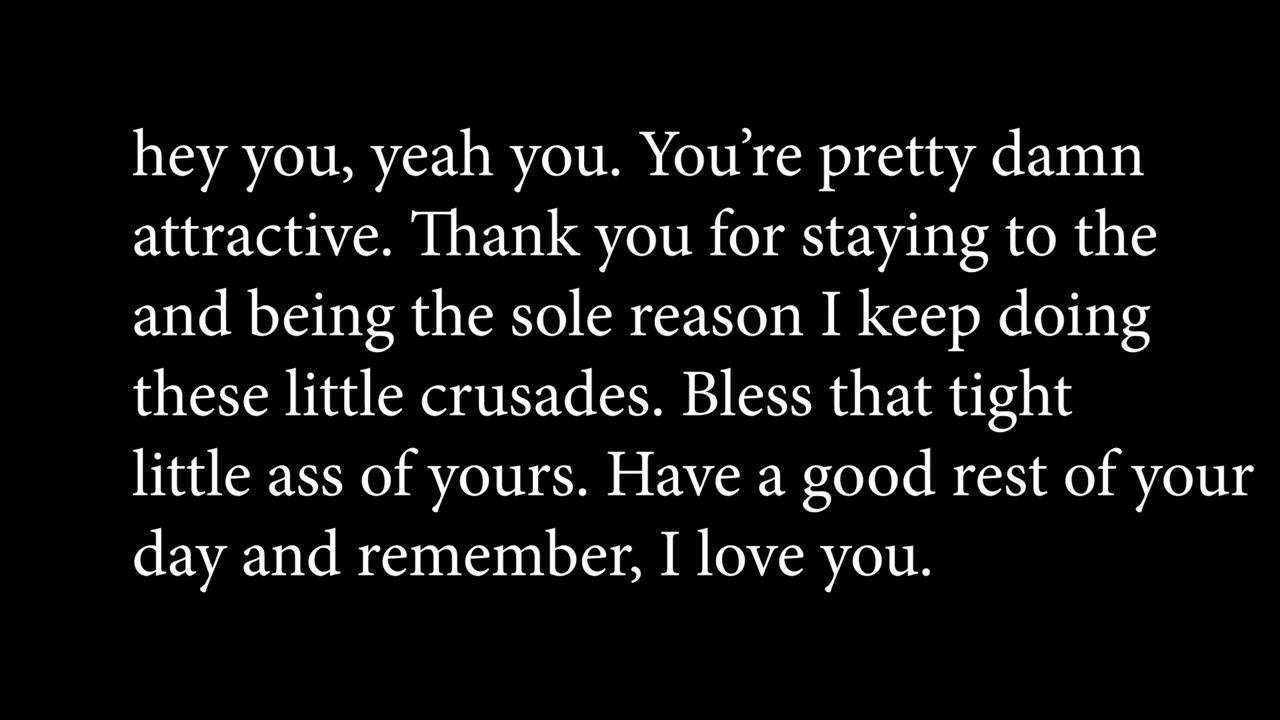 hey you, yeah you. You’re pretty damn
attractive. Thank you for staying to the
and being the sole reason I keep doing
these little crusades. Bless that tight
little ass of yours. Have a good rest of your
day and remember, I love you.